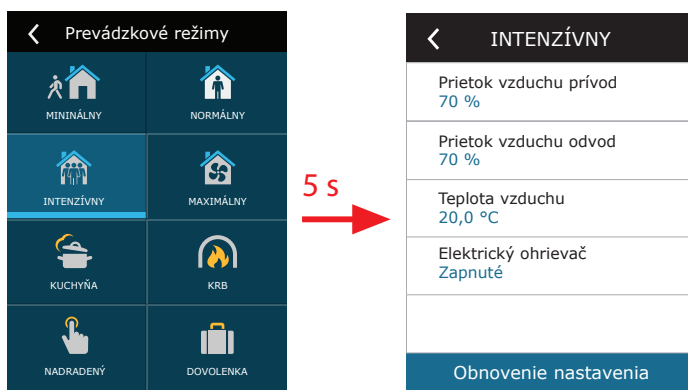 Prevádzkové režimy
MININÁLNY
NORMÁLNY
INTENZÍVNY
MAXIMÁLNY
KUCHYŇA
KRB
NADRADENÝ
DOVOLENKA
5 s
INTENZÍVNY
Prietok vzduchu prívod
70 %
Prietok vzduchu odvod
70 %
Teplota vzduchu
20,0 °C
Elektrický ohrievač
Zapnuté
Obnovenie nastavenia